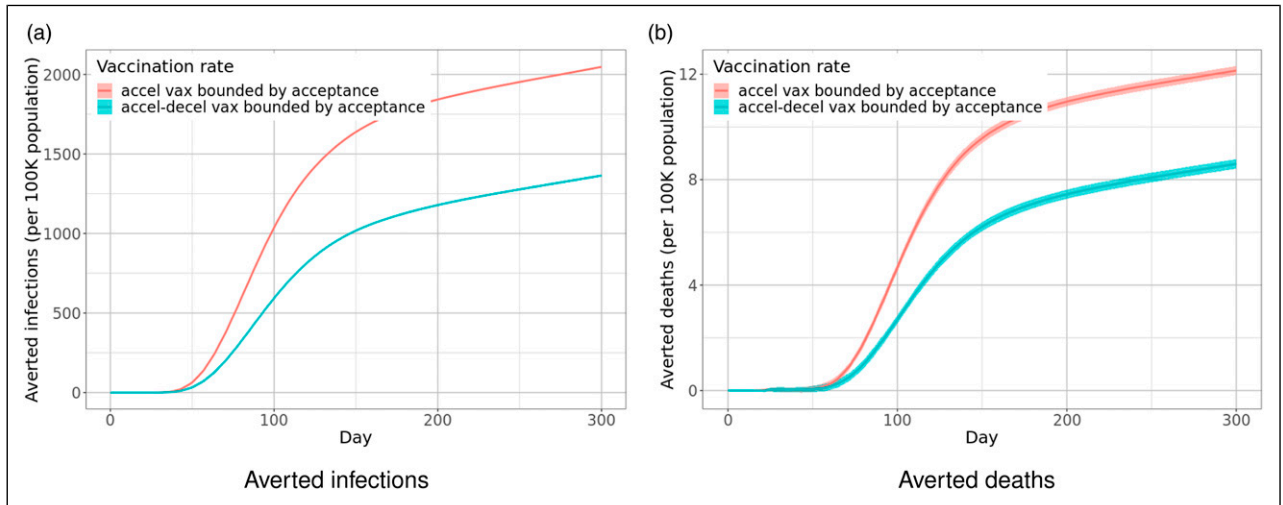 (a)
Averted infections (per 100K population)
2000
1500
1000
500
0
Vaccination rate
accel vax bounded by acceptance
accel-decel vax bounded by acceptance
0 100 200 300
Day
Averted infections
(b)
Averted deaths (per 100K population)
12
8
4
0
Vaccination rate
accel vax bounded by acceptance
accel-decel vax bounded by acceptance
0 100 200 300
Day
Averted deaths